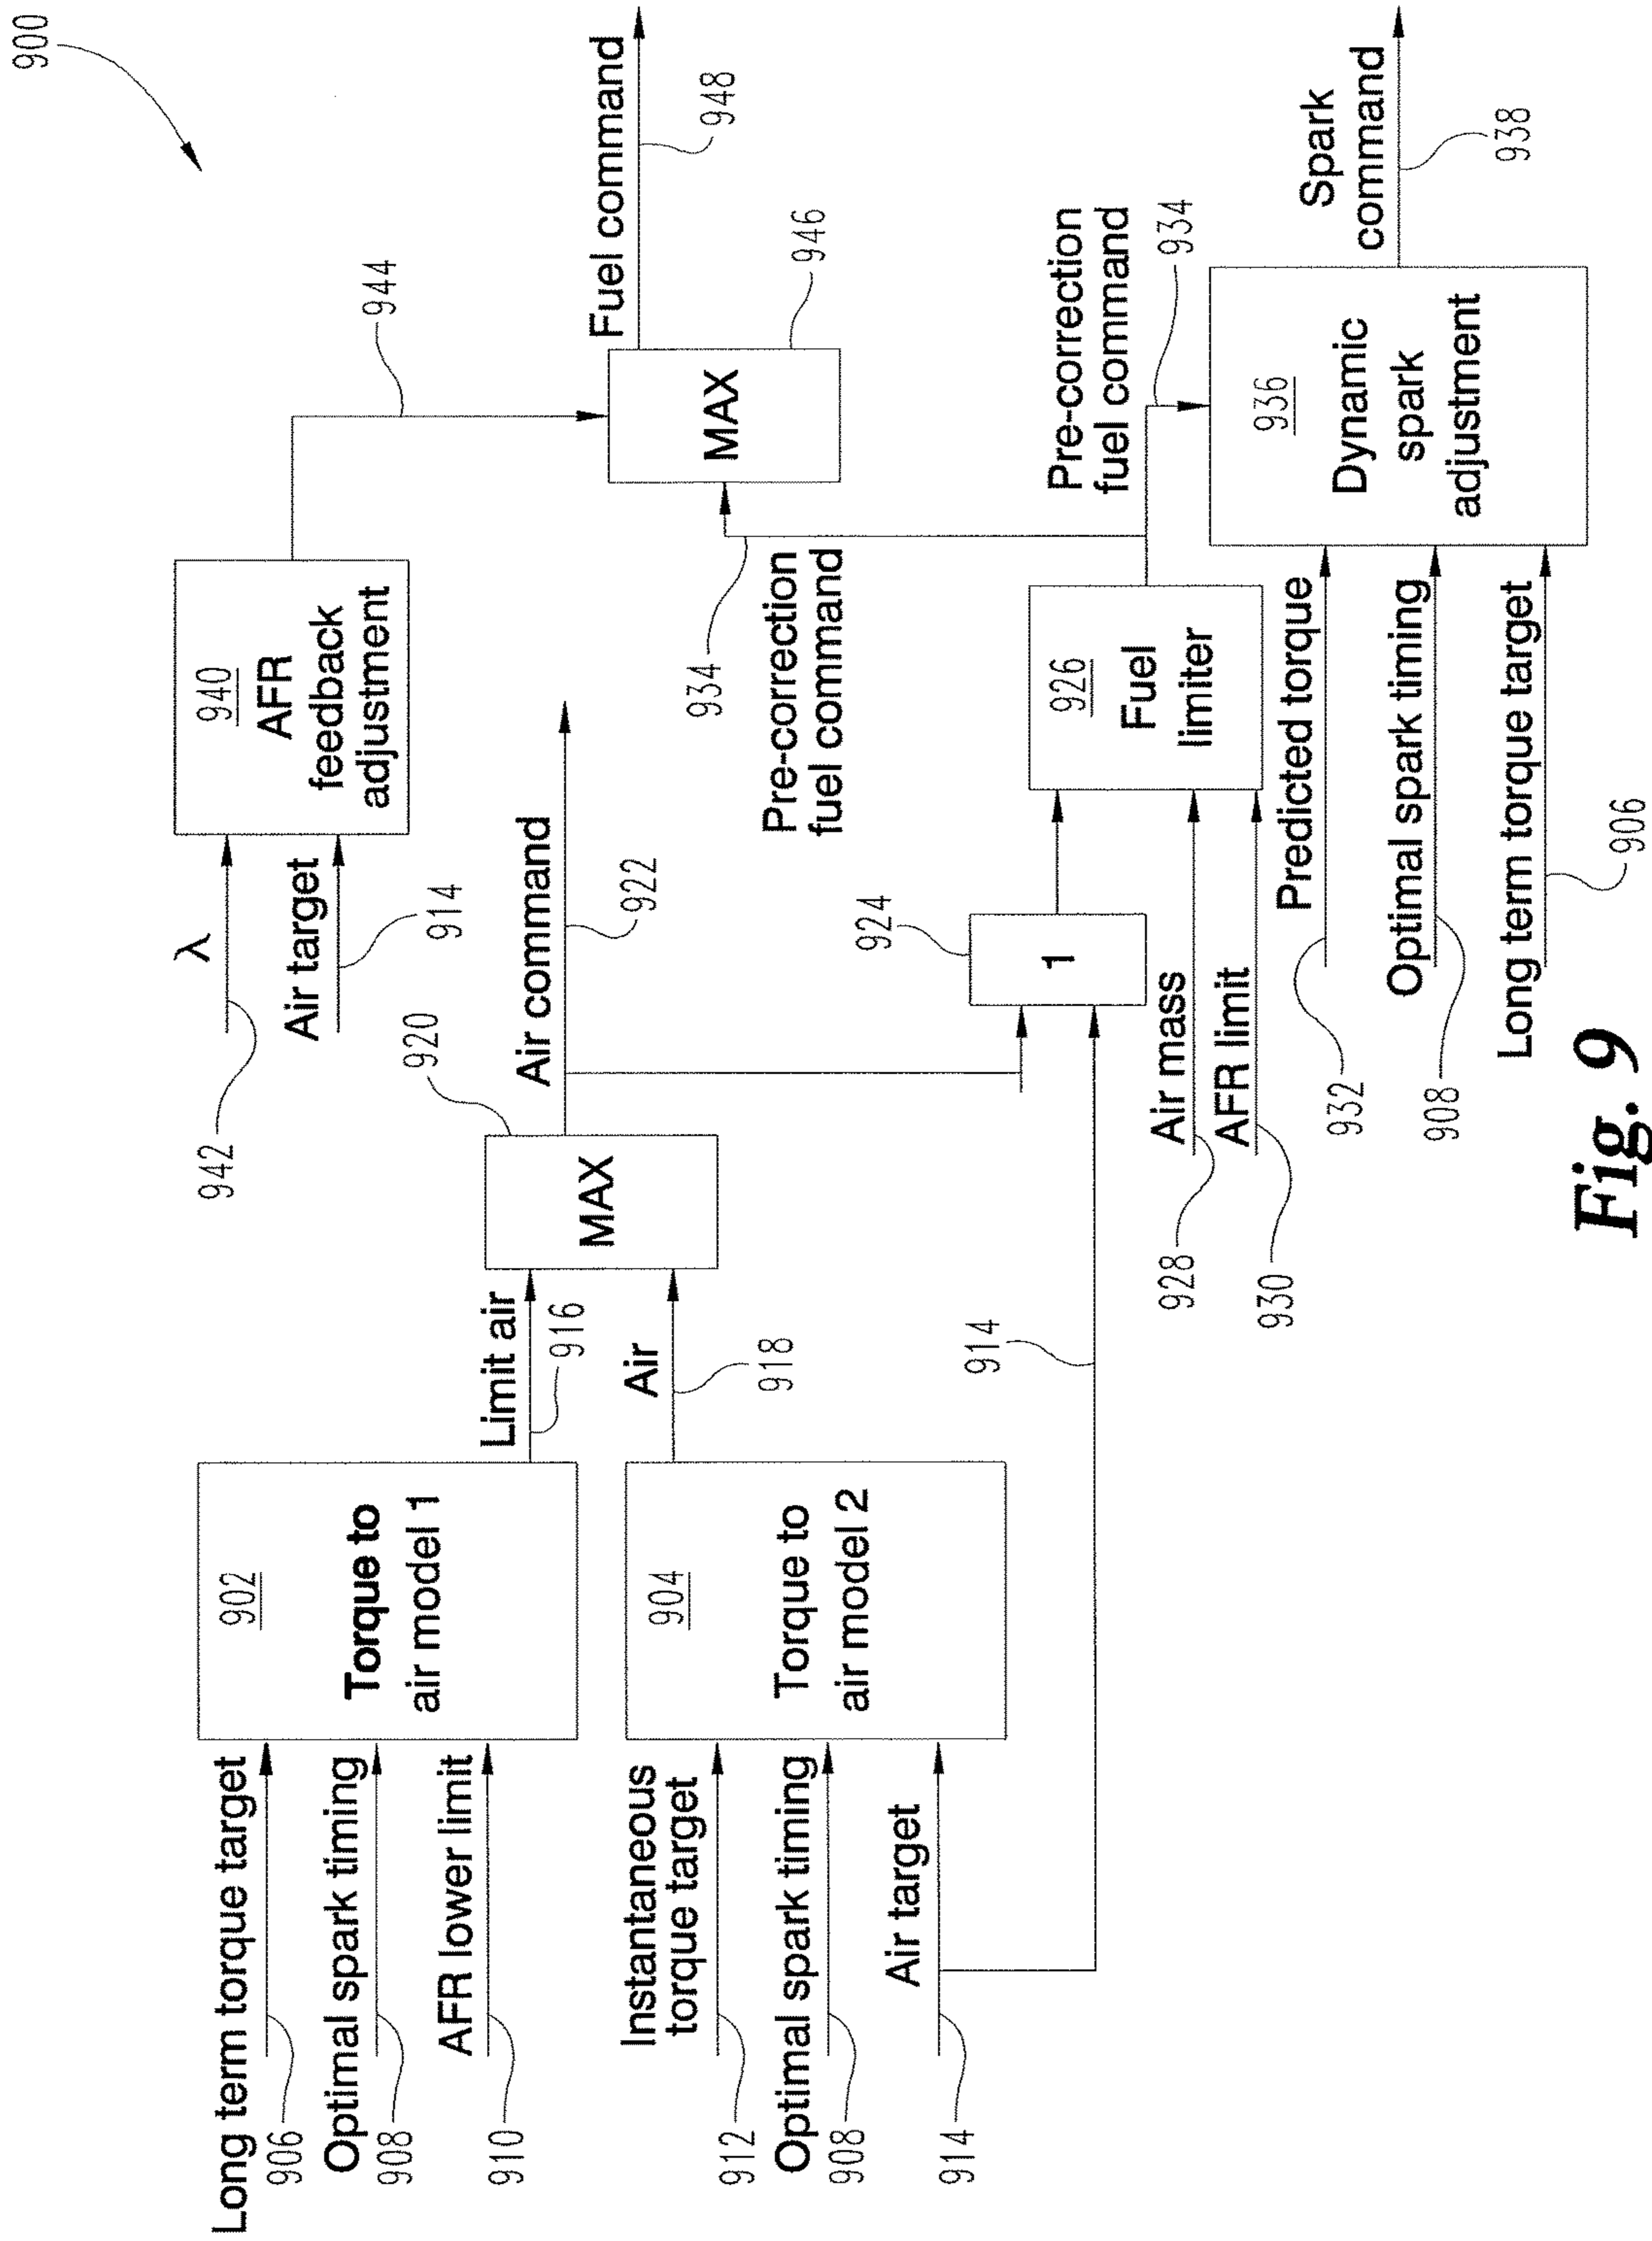 900
Long term torque target
906
Optimal spark timing
908
AFR lower limit
910
902
Torque to
air model 1
Limit air
916
Instantaneous
torque target
912
Optimal spark timing
908
Air target
914
904
Torque to
air model 2
Air
918
MAX
920
Air command
922
914
1
924
λ
942
Air target
914
940
AFR
feedback
adjustment
944
Pre-correction
fuel command
934
MAX
946
Fuel command
948
Air mass
928
AFR limit
930
926
Fuel
limiter
Pre-correction
fuel command
934
Predicted torque
932
Optimal spark timing
908
Long term torque target
906
936
Dynamic
spark
adjustment
Spark
command
938
Fig. 9